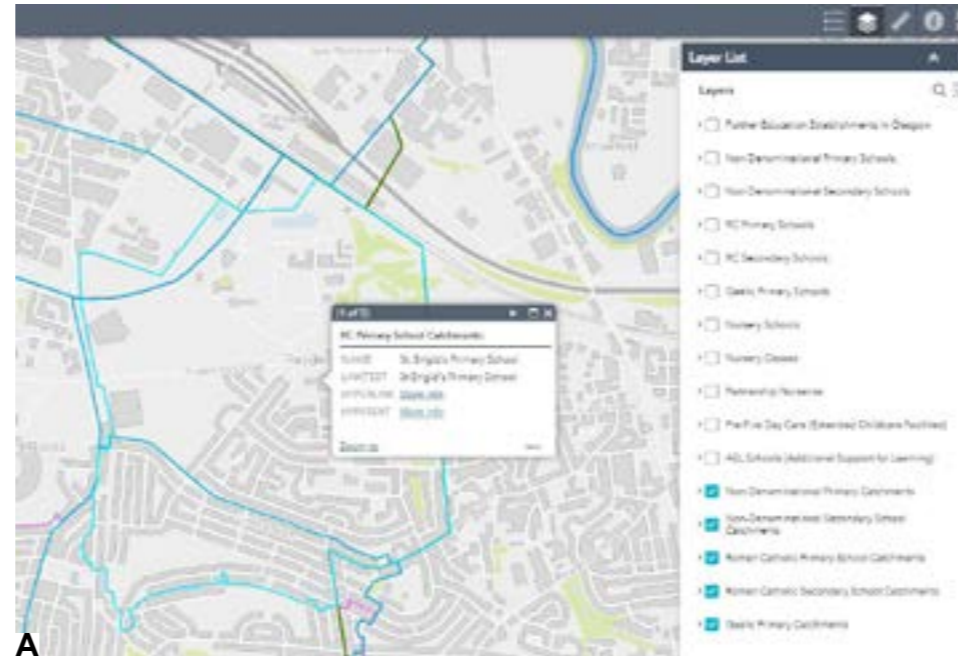 Layer List
Layers
Further Education Establishments in Glasgow
Non Denominational Primary Schools
Non Denominational Secondary Schools
RC Primary Schools
RC Secondary Schools
Gaelic Primary Schools
Nursery Schools
Nursery Classes
Partnership Nurseries
Pre Five Day Care (Extended Childcare Facilities)
ASL Schools (Additional Support for Learning)
Non Denominational Primary Catchments
Non-Denominational Secondary School
Catchments
Roman Catholic Primary School Catchments
Roman Catholic Secondary School Catchments
Gaelic Primary Catchments
RC Primary School Catchments
NAME St. Brigid's Primary School
LINKTEXT St Brigid's Primary School
More info
More info
Zoom to
A